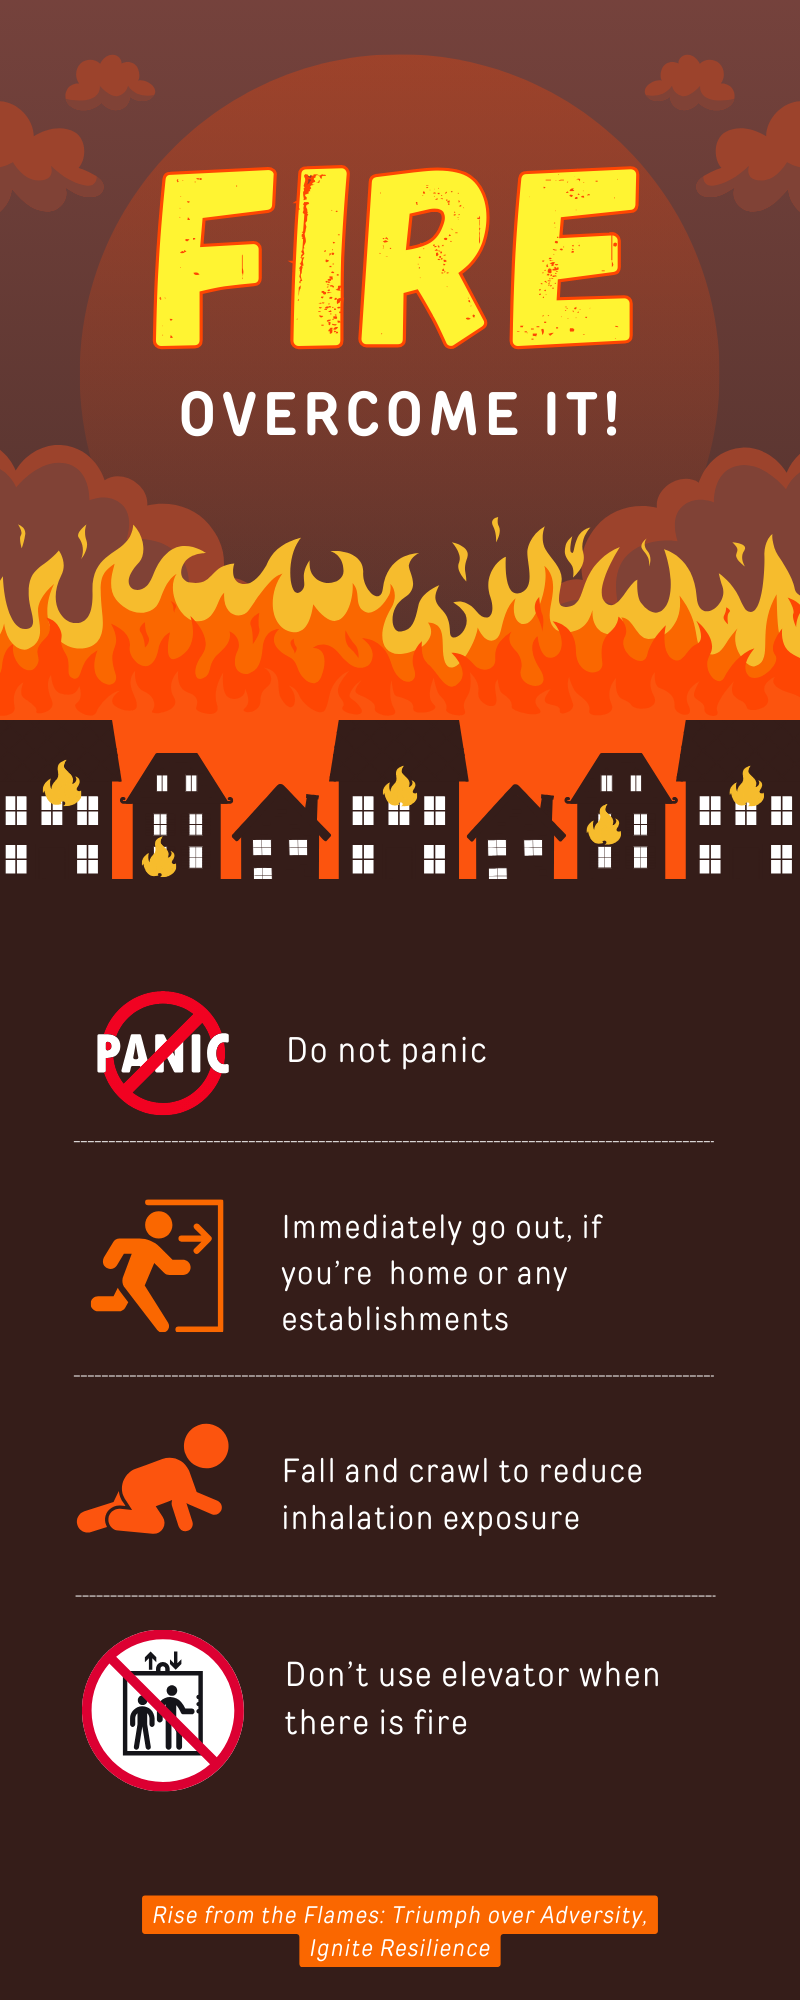 FIRE
OVERCOME IT!
PANIC
Do not panic
Immediately go out, if
you're  home or any
establishments
Fall and crawl to reduce
inhalation exposure
Don't use elevator when
there is fire
Rise from the Flames: Triumph over Adversity,
Ignite Resilience